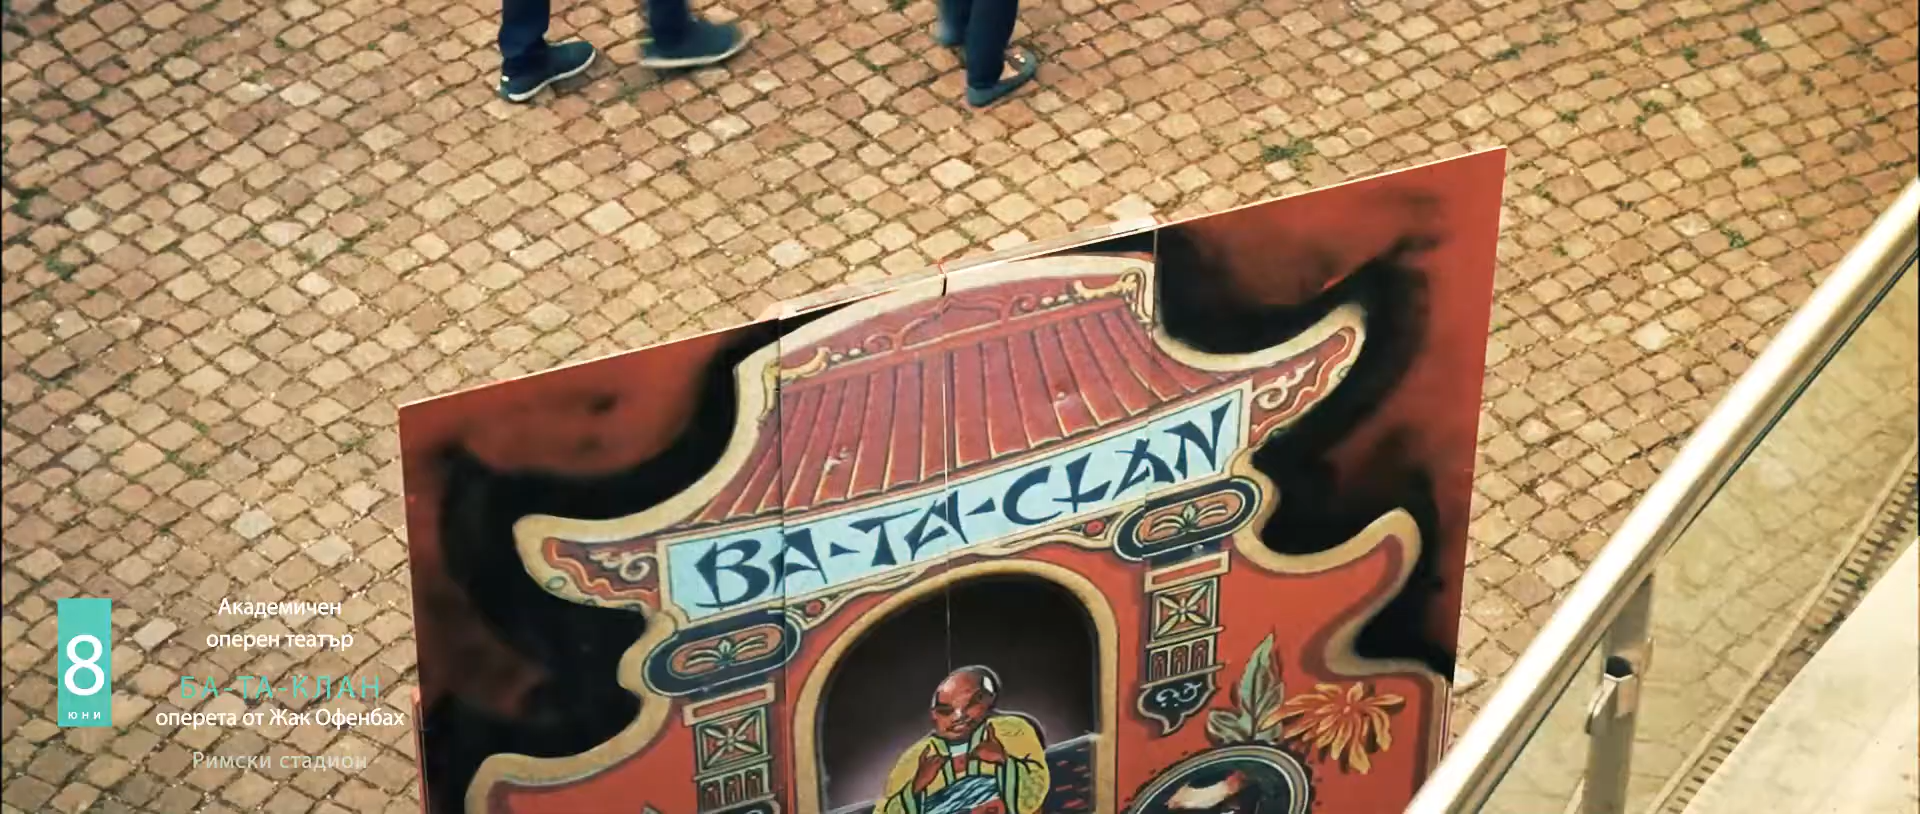 BA-TA-CLAN
8
юни
Академичен
оперен театър
БА-ТА-КЛАН
оперета от Жак Офенбах
Римски стадион